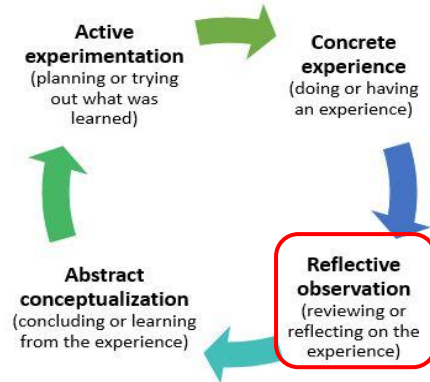 Active
experimentation
(planning or trying
out what was
learned)
Concrete
experience
(doing or having
an experience)
Reflective
observation
(reviewing or
reflecting on the
experience)
Abstract
conceptualization
(concluding or learning
from the experience)